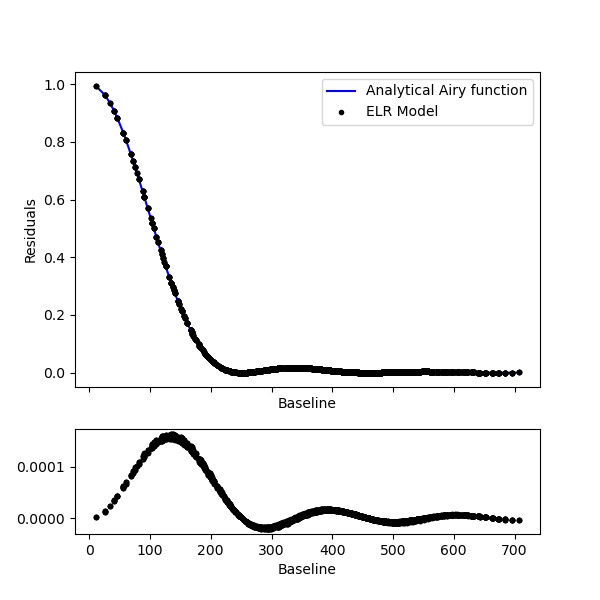 1.0
0.8
0.6
0.4
0.2
0.0
Residuals
Analytical Airy function
ELR Model
Baseline
0.0001
0.0000
0 100 200 300 400 500 600 700
Baseline